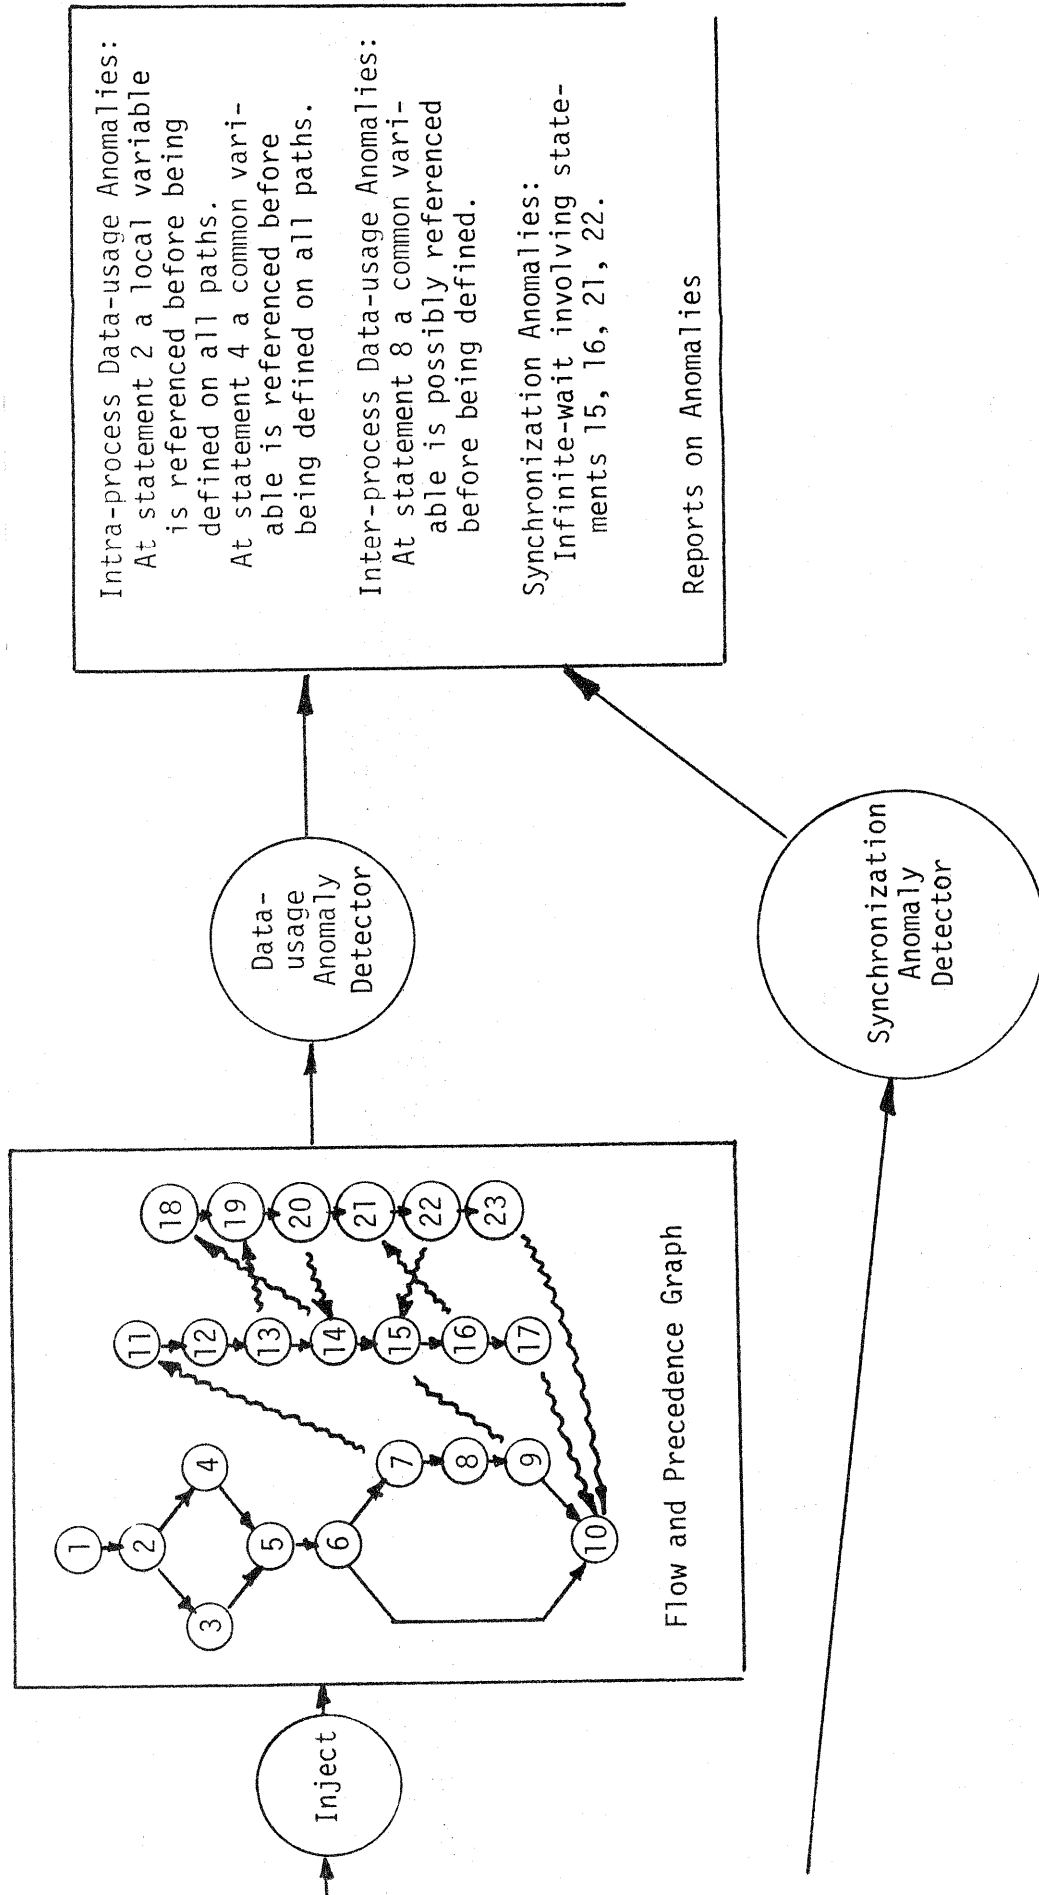 Inject
1
2
3
4
5
6
7
8
9
10
11
12
13
14
15
16
17
18
19
20
21
22
23
Flow and Precedence Graph
Data-
usage
Anomaly
Detector
Synchronization
Anomaly
Detector
Intra-process Data-usage Anomalies:
At statement 2 a local variable
is referenced before being
defined on all paths.
At statement 4 a common vari-
able is referenced before
being defined on all paths.
Inter-process Data-usage Anomalies:
At statement 8 a common vari-
able is possibly referenced
before being defined.
Synchronization Anomalies:
Infinite-wait involving state-
ments 15, 16, 21, 22.
Reports on Anomalies